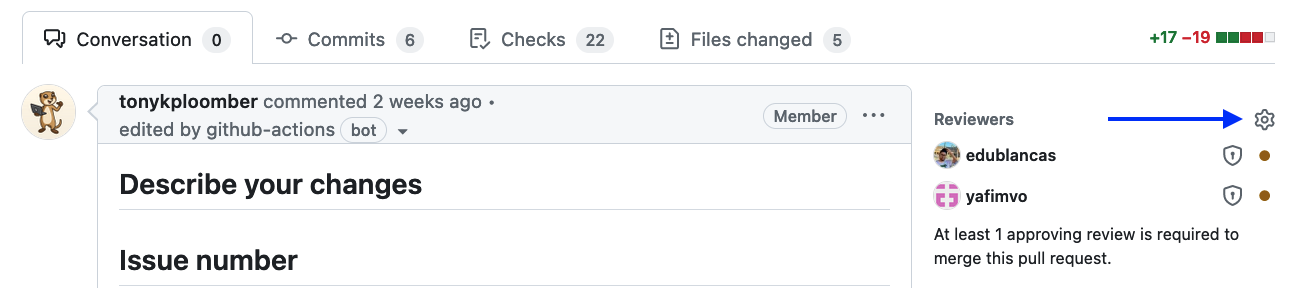 Conversation 0 Commits 6 Checks 22 Files changed 5 +17 −19
tonykploomber commented 2 weeks ago •
edited by github-actions bot
Member
Describe your changes
Issue number
Reviewers
edublancas
yafimvo
At least 1 approving review is required to
merge this pull request.